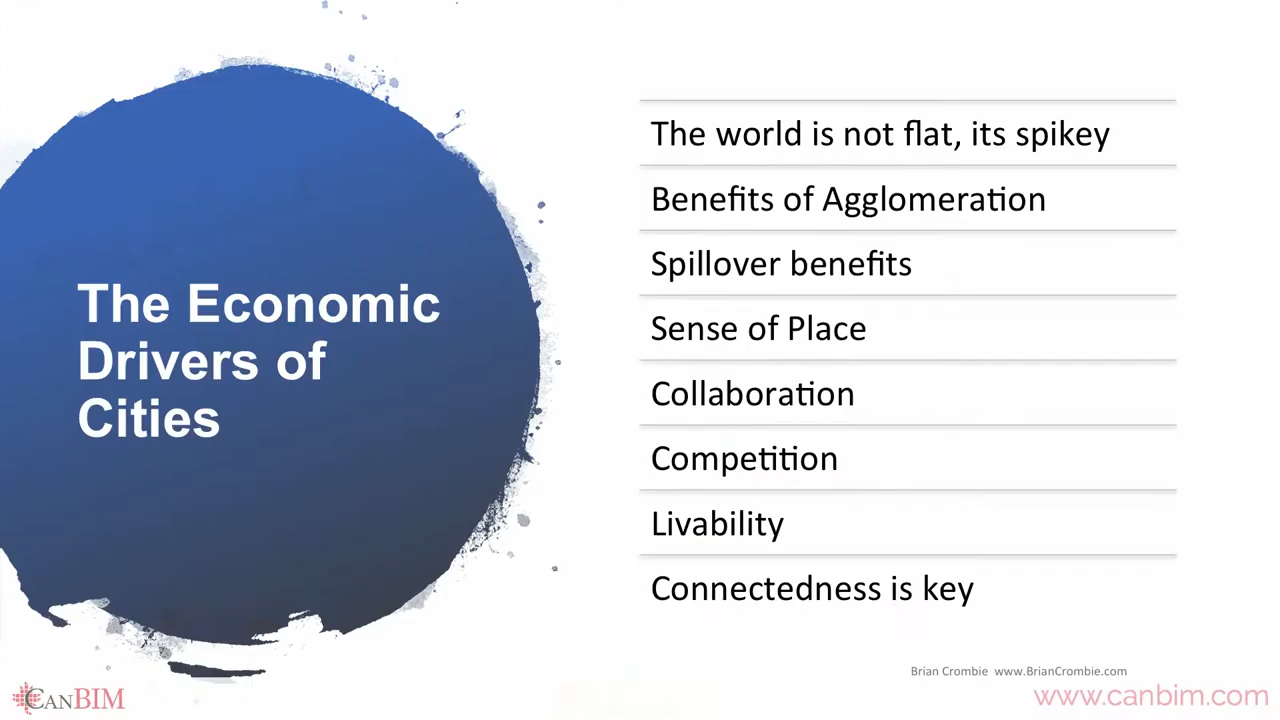 The Economic
Drivers of
Cities
The world is not flat, its spikey
Benefits of Agglomeration
Spillover benefits
Sense of Place
Collaboration
Competition
Livability
Connectedness is key
Brian Crombie www.BrianCrombie.com
CANBIM
www.canbim.com